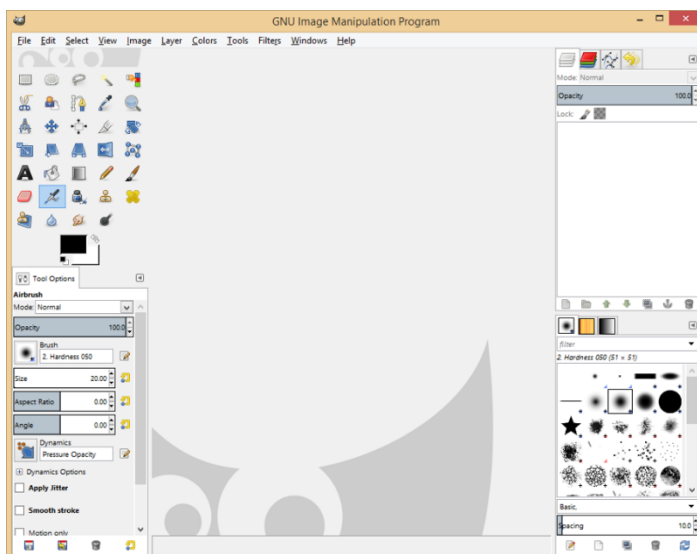 GNU Image Manipulation Program
File Edit Select View Image Layer Colors Tools Filters Windows Help
Mode: Normal
Opacity 100.0
Lock:
Tool Options
Airbrush
Mode: Normal
Opacity 100.0
Brush
2. Hardness 050
Size 20.00
Aspect Ratio 0.00
Angle 0.00
Dynamics
Pressure Opacity
Dynamics Options
Apply Jitter
Smooth stroke
Motion only
filter
2. Hardness 050 (51 × 51)
Basic,
Spacing 10.0